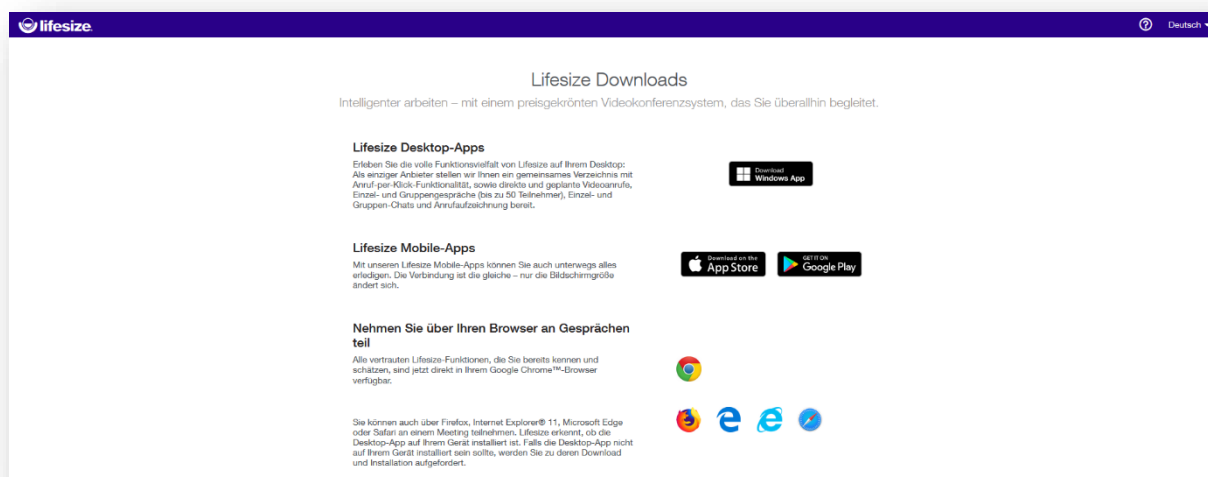 lifesize
? Deutsch
Lifesize Downloads
Intelligenter arbeiten – mit einem preisgekrönten Videokonferenzsystem, das Sie überallhin begleitet.
Lifesize Desktop-Apps
Erleben Sie die volle Funktionsvielfalt von Lifesize auf Ihrem Desktop:
Als einziger Anbieter stellen wir Ihnen ein gemeinsames Verzeichnis mit
Anruf-per-Klick-Funktionalität, sowie direkte und geplante Videoanrufe,
Einzel- und Gruppengespräche (bis zu 50 Teilnehmer), Einzel- und
Gruppen-Chats und Anrufaufzeichnung bereit.
Download
Windows App
Lifesize Mobile-Apps
Mit unseren Lifesize Mobile-Apps können Sie auch unterwegs alles
erledigen. Die Verbindung ist die gleiche – nur die Bildschirmgröße
ändert sich.
Download on the
App Store
GET IT ON
Google Play
Nehmen Sie über Ihren Browser an Gesprächen
teil
Alle vertrauten Lifesize-Funktionen, die Sie bereits kennen und
schätzen, sind jetzt direkt in Ihrem Google Chrome™-Browser
verfügbar.
Sie können auch über Firefox, Internet Explorer® 11, Microsoft Edge
oder Safari an einem Meeting teilnehmen. Lifesize erkennt, ob die
Desktop-App auf Ihrem Gerät installiert ist. Falls die Desktop-App nicht
auf Ihrem Gerät installiert sein sollte, werden Sie zu deren Download
und Installation aufgefordert.